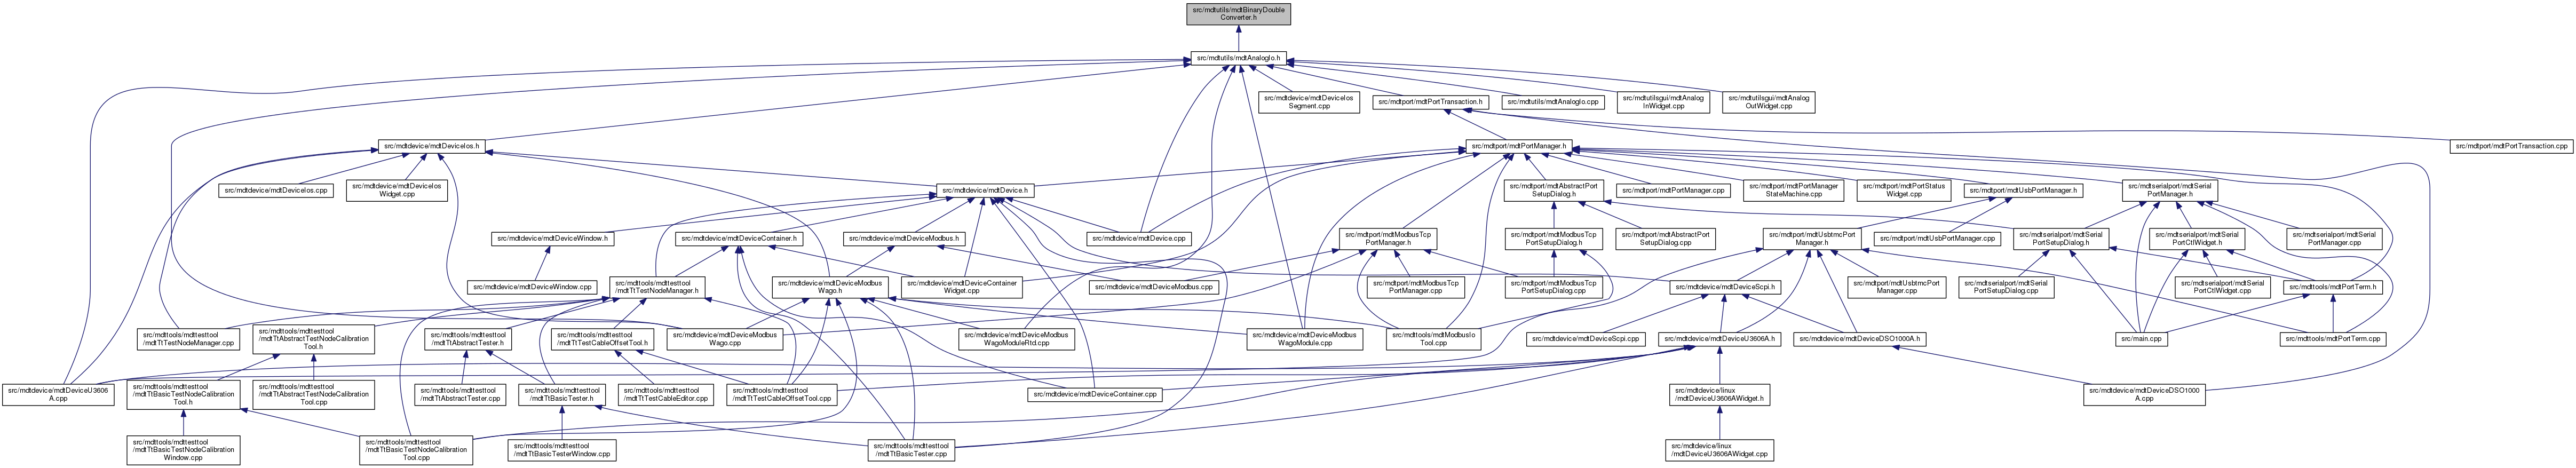 src/mdtutils/mdtBinaryDouble
Converter.h
src/mdtutils/mdtAnalogIo.h
src/mdtdevice/mdtDeviceIos
Segment.cpp
src/mdtport/mdtPortTransaction.h
src/mdtutils/mdtAnalogIo.cpp
src/mdtutilsgui/mdtAnalog
InWidget.cpp
src/mdtutilsgui/mdtAnalog
OutWidget.cpp
src/mdtdevice/mdtDeviceIos.h
src/mdtport/mdtPortManager.h
src/mdtport/mdtPortTransaction.cpp
src/mdtdevice/mdtDeviceIos.cpp
src/mdtdevice/mdtDeviceIos
Widget.cpp
src/mdtdevice/mdtDevice.h
src/mdtport/mdtAbstractPort
SetupDialog.h
src/mdtport/mdtPortManager.cpp
src/mdtport/mdtPortManager
StateMachine.cpp
src/mdtport/mdtPortStatus
Widget.cpp
src/mdtport/mdtUsbPortManager.h
src/mdtserialport/mdtSerial
PortManager.h
src/mdtdevice/mdtDeviceWindow.h
src/mdtdevice/mdtDeviceContainer.h
src/mdtdevice/mdtDeviceModbus.h
src/mdtdevice/mdtDevice.cpp
src/mdtport/mdtModbusTcp
PortManager.h
src/mdtport/mdtModbusTcp
PortSetupDialog.h
src/mdtport/mdtAbstractPort
SetupDialog.cpp
src/mdtport/mdtUsbtmcPort
Manager.h
src/mdtport/mdtUsbPortManager.cpp
src/mdtserialport/mdtSerial
PortSetupDialog.h
src/mdtserialport/mdtSerial
PortCtlWidget.h
src/mdtserialport/mdtSerial
PortManager.cpp
src/mdtdevice/mdtDeviceWindow.cpp
src/mdttools/mdttesttool
/mdtTtTestNodeManager.h
src/mdtdevice/mdtDeviceModbus
Wago.h
src/mdtdevice/mdtDeviceContainer
Widget.cpp
src/mdtdevice/mdtDeviceModbus.cpp
src/mdtport/mdtModbusTcp
PortManager.cpp
src/mdtport/mdtModbusTcp
PortSetupDialog.cpp
src/mdtdevice/mdtDeviceScpi.h
src/mdtport/mdtUsbtmcPort
Manager.cpp
src/mdtserialport/mdtSerial
PortSetupDialog.cpp
src/mdtserialport/mdtSerial
PortCtlWidget.cpp
src/mdttools/mdtPortTerm.h
src/mdttools/mdttesttool
/mdtTtTestNodeManager.cpp
src/mdttools/mdttesttool
/mdtTtAbstractTestNodeCalibration
Tool.h
src/mdttools/mdttesttool
/mdtTtAbstractTester.h
src/mdttools/mdttesttool
/mdtTtTestCableOffsetTool.h
src/mdtdevice/mdtDeviceModbus
Wago.cpp
src/mdtdevice/mdtDeviceModbus
WagoModuleRtd.cpp
src/mdtdevice/mdtDeviceModbus
WagoModule.cpp
src/mdttools/mdtModbusIo
Tool.cpp
src/mdtdevice/mdtDeviceScpi.cpp
src/mdtdevice/mdtDeviceU3606A.h
src/mdtdevice/mdtDeviceDSO1000A.h
src/main.cpp
src/mdttools/mdtPortTerm.cpp
src/mdtdevice/mdtDeviceU3606
A.cpp
src/mdttools/mdttesttool
/mdtTtBasicTestNodeCalibration
Tool.h
src/mdttools/mdttesttool
/mdtTtAbstractTestNodeCalibration
Tool.cpp
src/mdttools/mdttesttool
/mdtTtAbstractTester.cpp
src/mdttools/mdttesttool
/mdtTtBasicTester.h
src/mdttools/mdttesttool
/mdtTtTestCableEditor.cpp
src/mdttools/mdttesttool
/mdtTtTestCableOffsetTool.cpp
src/mdtdevice/mdtDeviceContainer.cpp
src/mdtdevice/linux
/mdtDeviceU3606AWidget.h
src/mdtdevice/mdtDeviceDSO1000
A.cpp
src/mdttools/mdttesttool
/mdtTtBasicTestNodeCalibration
Window.cpp
src/mdttools/mdttesttool
/mdtTtBasicTestNodeCalibration
Tool.cpp
src/mdttools/mdttesttool
/mdtTtBasicTesterWindow.cpp
src/mdttools/mdttesttool
/mdtTtBasicTester.cpp
src/mdtdevice/linux
/mdtDeviceU3606AWidget.cpp